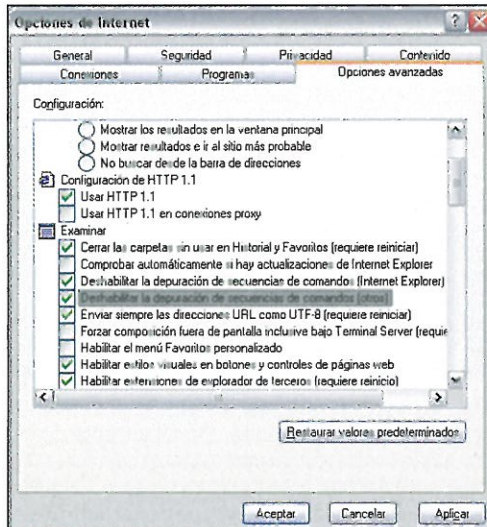 Opciones de Internet
General
Seguridad
Privacidad
Contenido
Conexiones
Programas
Opciones avanzadas
Configuración:
Mostrar los resultados en la ventana principal
Mostrar resultados e ir al sitio más probable
No buscar desde la barra de direcciones
Configuración de HTTP 1.1
Usar HTTP 1.1
Usar HTTP 1.1 en conexiones proxy
Examinar
Cerrar las carpetas sin usar en Historial y Favoritos (requiere reiniciar)
Comprobar automáticamente si hay actualizaciones de Internet Explorer
Deshabilitar la depuración de secuencias de comandos (Internet Explorer)
Deshabilitar la depuración de secuencias de comandos (otros)
Enviar siempre las direcciones URL como UTF-8 (requiere reiniciar)
Forzar composición fuera de pantalla inclusive bajo Terminal Server (requie
Habilitar el menú Favoritos personalizado
Habilitar estilos visuales en botones y controles de páginas web
Habilitar extensiones de explorador de terceros (requiere reinicio)
Restaurar valores predeterminados
Aceptar
Cancelar
Aplicar